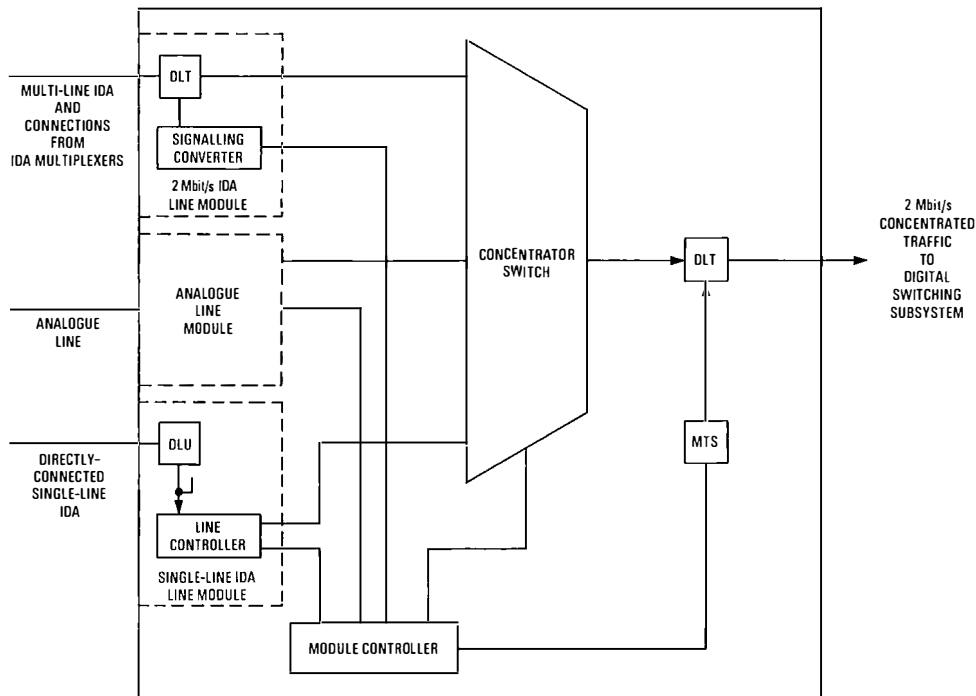 DLT
MULTI-LINE IDA
AND
CONNECTIONS
FROM
IDA MULTIPLEXERS
SIGNALLING
CONVERTER
2 Mbit/s IDA
LINE MODULE
ANALOGUE
LINE
MODULE
ANALOGUE
LINE
DLU
DIRECTLY-
CONNECTED
SINGLE-LINE
IDA
LINE
CONTROLLER
SINGLE-LINE IDA
LINE MODULE
MODULE CONTROLLER
CONCENTRATOR
SWITCH
DLT
MTS
2 Mbit/s
CONCENTRATED
TRAFFIC
TO
DIGITAL
SWITCHING
SUBSYSTEM